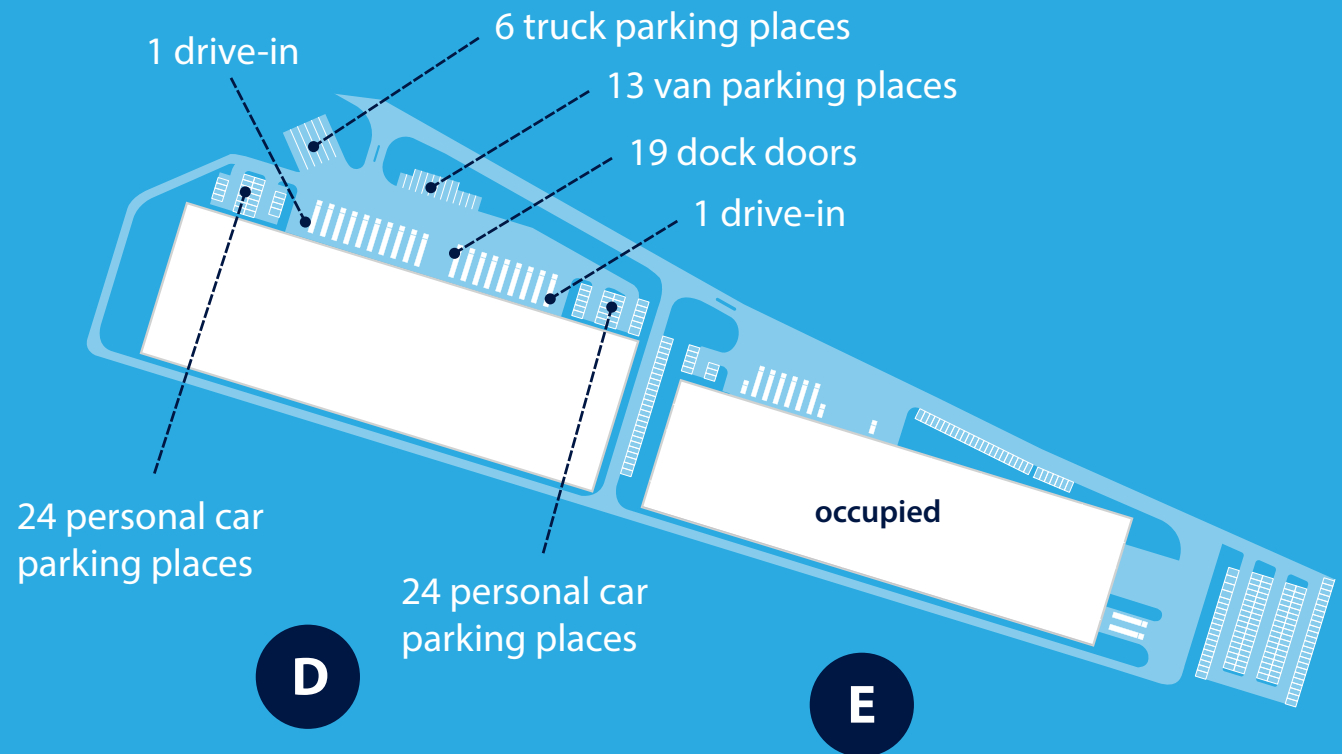 6 truck parking places
1 drive-in
13 van parking places
19 dock doors
1 drive-in
occupied
24 personal car
parking places
24 personal car
parking places
D
E